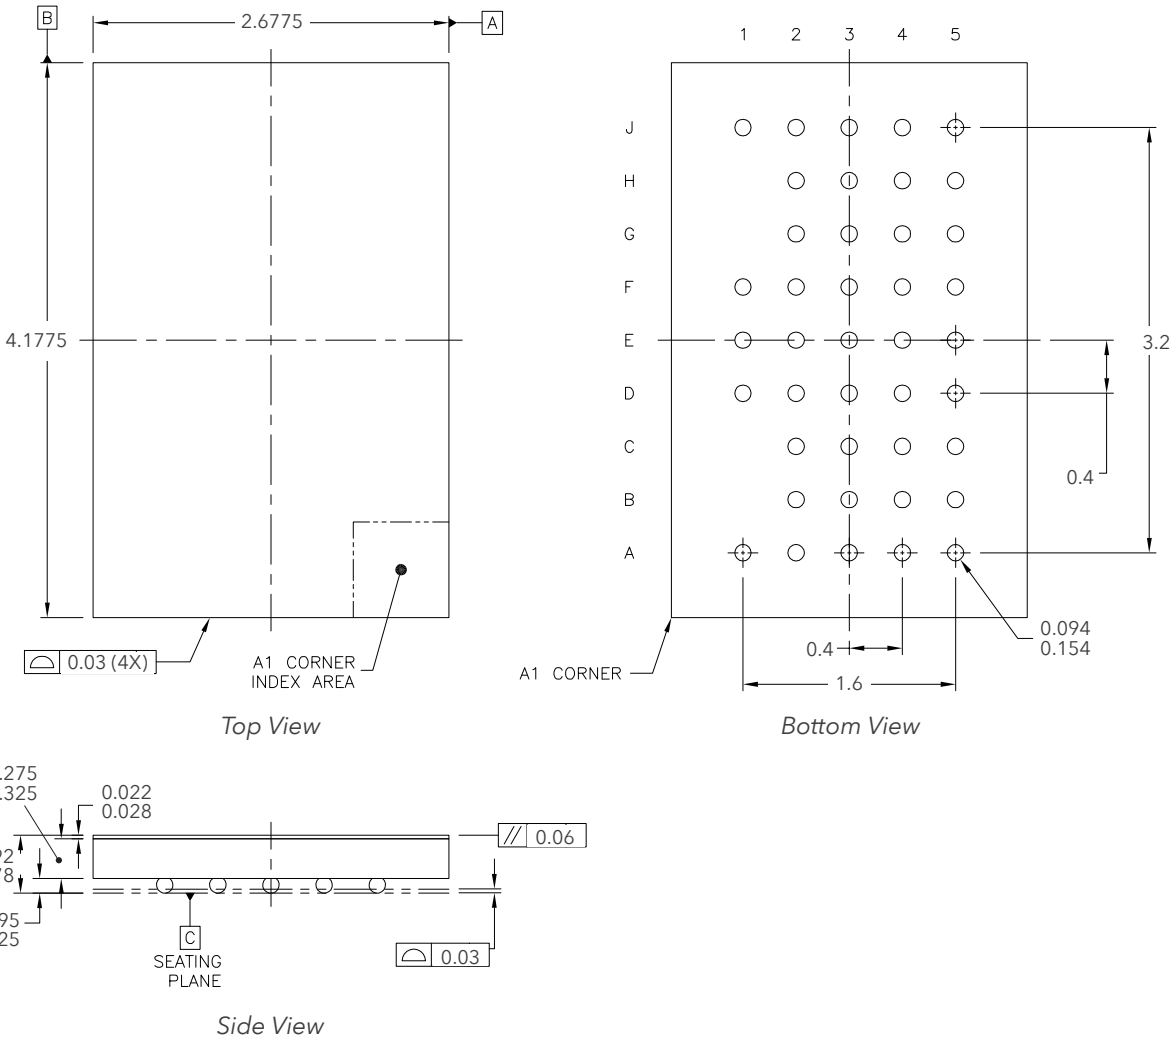 B
2.6775
A
4.1775
0.03 (4X)
A1 CORNER
INDEX AREA
Top View
1 2 3 4 5
J
H
G
F
E
D
C
B
A
3.2
0.4
0.094
0.154
0.4
1.6
A1 CORNER
Bottom View
.275
.325
0.022
0.028
// 0.06
C
SEATING
PLANE
0.03
Side View